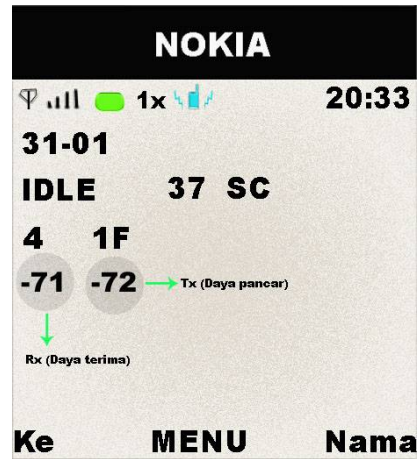 NOKIA
1x 20:33
31-01
IDLE 37 SC
4 1F
-71 -72 Tx (Daya pancar)
Rx (Daya terima)
Ke MENU Nama